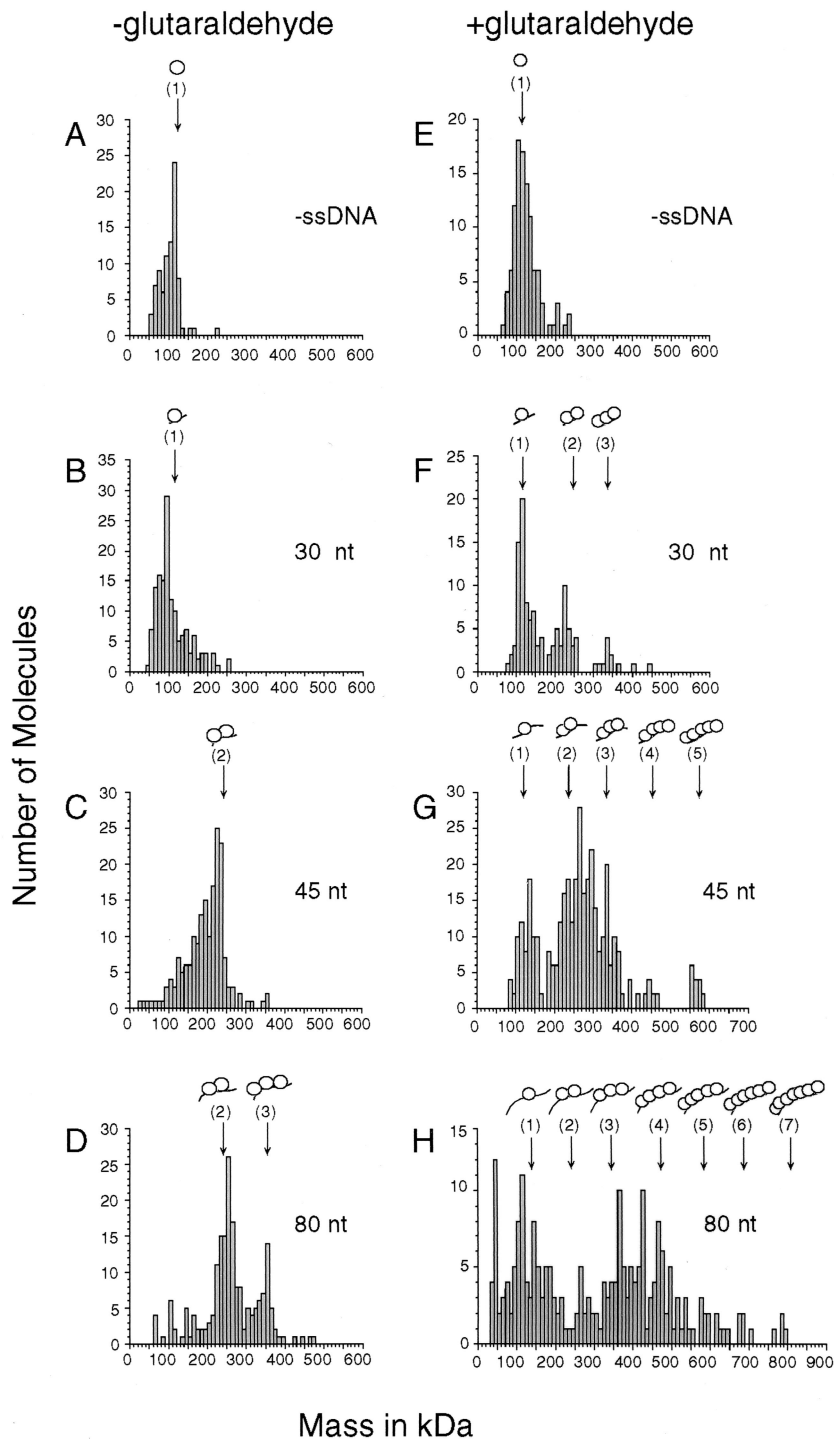 -glutaraldehyde +glutaraldehyde
(1) (1)
A E
30
25
20
15
10
5
0
-ssDNA
0 100 200 300 400 500 600
20
15
10
5
0
-ssDNA
0 100 200 300 400 500 600
(1) (1) (2) (3)
B F
35
30
25
20
15
10
5
0
30 nt
0 100 200 300 400 500 600
25
20
15
10
5
0
30 nt
0 100 200 300 400 500 600
(2) (1) (2) (3) (4) (5)
C G
30
25
20
15
10
5
0
45 nt
0 100 200 300 400 500 600
30
25
20
15
10
5
0
45 nt
0 100 200 300 400 500 600 700
(2) (3) (1) (2) (3) (4) (5) (6) (7)
D H
30
25
20
15
10
5
0
80 nt
0 100 200 300 400 500 600
15
10
5
0
80 nt
0 100 200 300 400 500 600 700 800 900
Number of Molecules
Mass in kDa